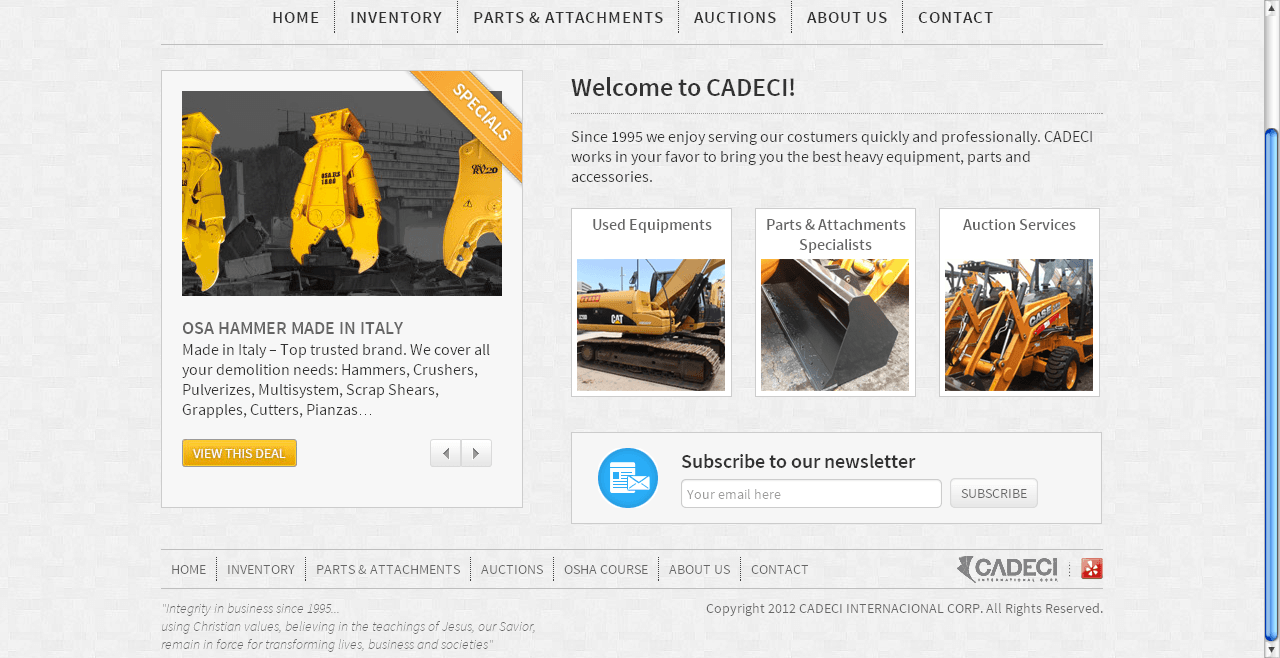 HOME INVENTORY PARTS & ATTACHMENTS AUCTIONS ABOUT US CONTACT
SPECIALS
OSA HAMMER MADE IN ITALY
Made in Italy – Top trusted brand. We cover all
your demolition needs: Hammers, Crushers,
Pulverizes, Multisystem, Scrap Shears,
Grapples, Cutters, Pianzas…
VIEW THIS DEAL
Welcome to CADECI!
Since 1995 we enjoy serving our costumers quickly and professionally. CADECI
works in your favor to bring you the best heavy equipment, parts and
accessories.
Used Equipments
CAT
Parts & Attachments
Specialists
Auction Services
CASE
Subscribe to our newsletter
Your email here
SUBSCRIBE
HOME INVENTORY PARTS & ATTACHMENTS AUCTIONS OSHA COURSE ABOUT US CONTACT
CADECI
INTERNATIONAL CORP.
"Integrity in business since 1995...
using Christian values, believing in the teachings of Jesus, our Savior,
remain in force for transforming lives, business and societies"
Copyright 2012 CADECI INTERNACIONAL CORP. All Rights Reserved.